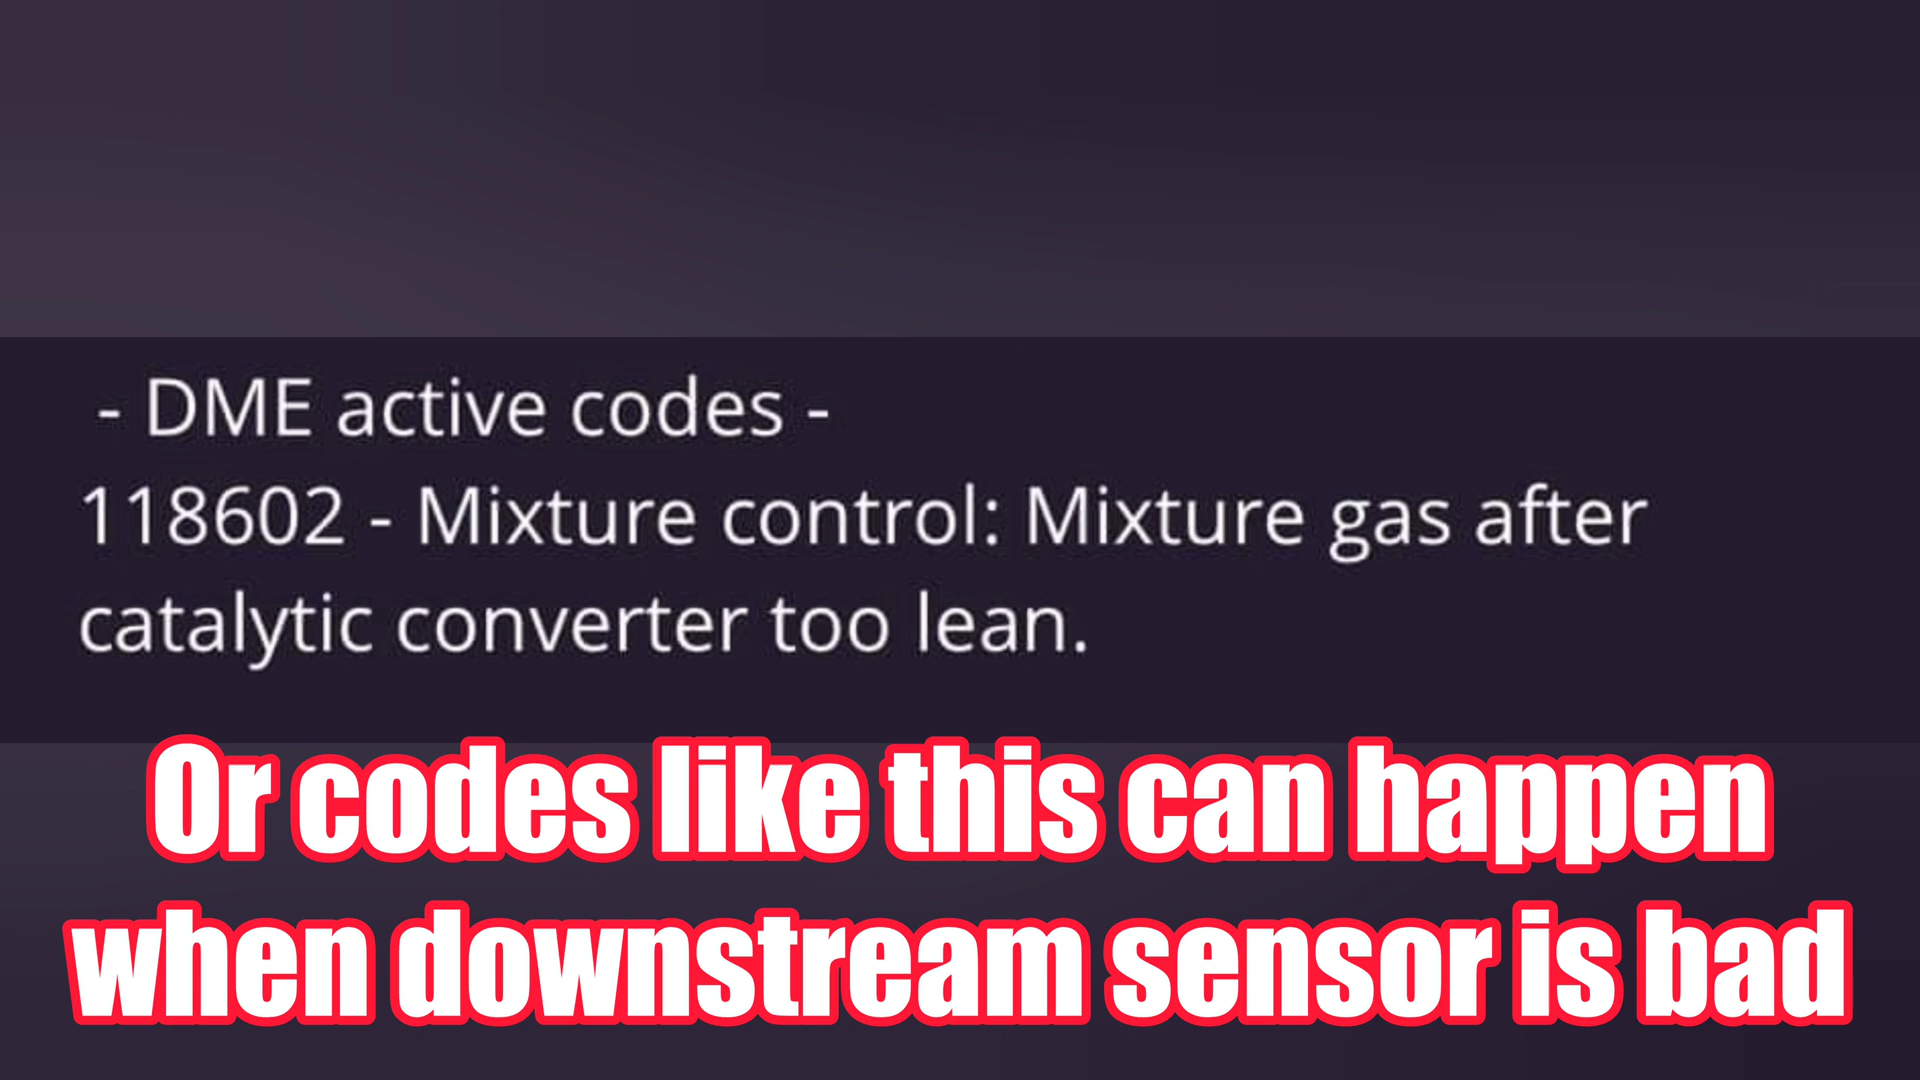 - DME active codes -
118602 - Mixture control: Mixture gas after
catalytic converter too lean.
Or codes like this can happen
when downstream sensor is bad